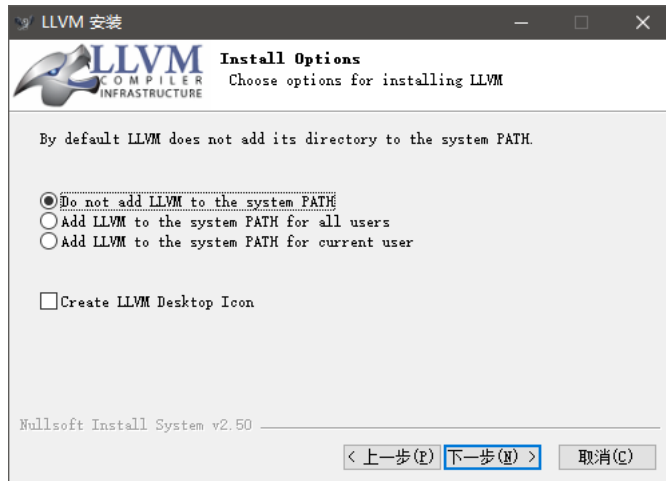 LLVM 安装
LLVM
COMPILER
INFRASTRUCTURE
Install Options
Choose options for installing LLVM
By default LLVM does not add its directory to the system PATH.
Do not add LLVM to the system PATH
Add LLVM to the system PATH for all users
Add LLVM to the system PATH for current user
Create LLVM Desktop Icon
Nullsoft Install System v2.50
< 上一步(P) 下一步(N) > 取消(C)